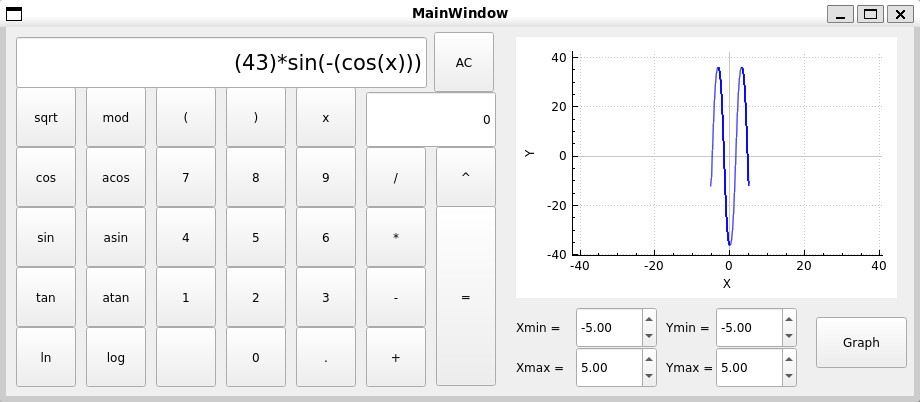 MainWindow
(43)*sin(-(cos(x)))
AC
sqrt mod ( ) x 0
cos acos 7 8 9 / ^
sin asin 4 5 6 *
tan atan 1 2 3 - =
ln log 0 . +
40
20
0
-20
-40
Y
-40 -20 0 20 40
X
Xmin = -5.00 Ymin = -5.00
Xmax = 5.00 Ymax = 5.00
Graph